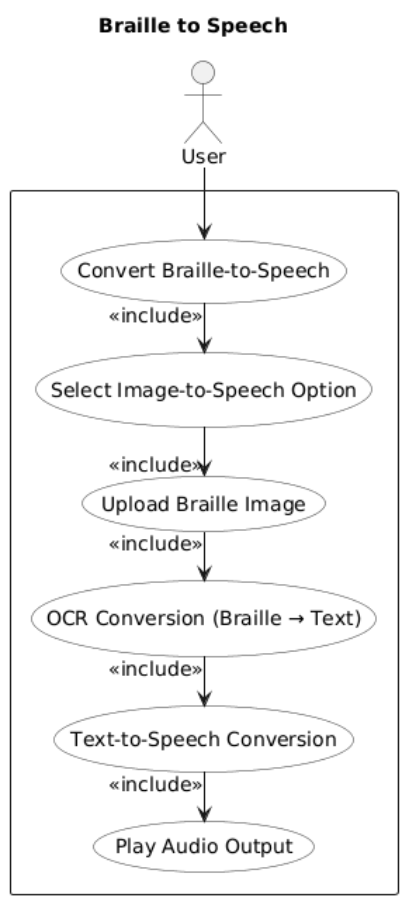 Braille to Speech
User
Convert Braille-to-Speech
«include»
Select Image-to-Speech Option
«include»
Upload Braille Image
«include»
OCR Conversion (Braille → Text)
«include»
Text-to-Speech Conversion
«include»
Play Audio Output